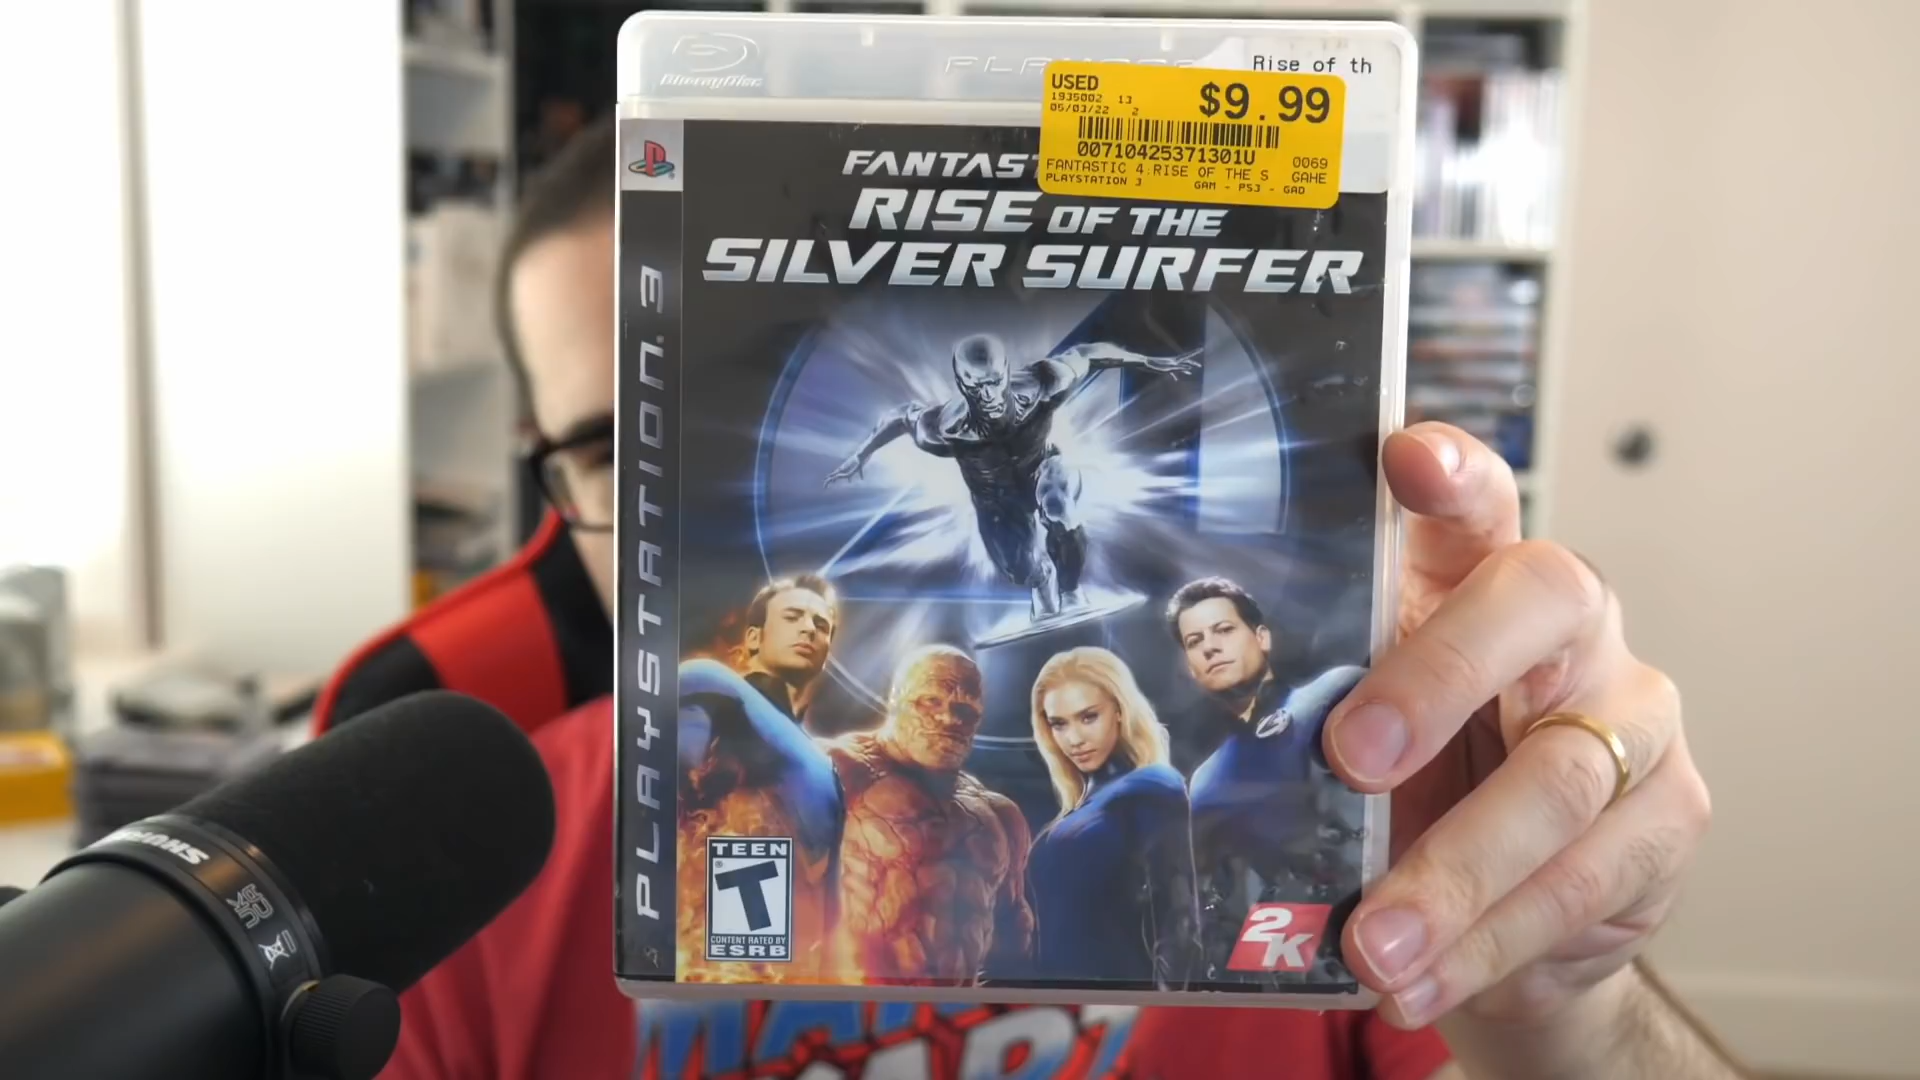 Blu-ray Disc
Rise of th
USED
$9.99
1935002 13
05/03/22 2
00710425371301U
0069
FANTASTIC 4:RISE OF THE S GAME
PLAYSTATION 3 GAM - PS3 - GAD
FANTAS
RISE OF THE
SILVER SURFER
PLAYSTATION 3
TEEN
T
CONTENT RATED BY
ESRB
2K
SHURE